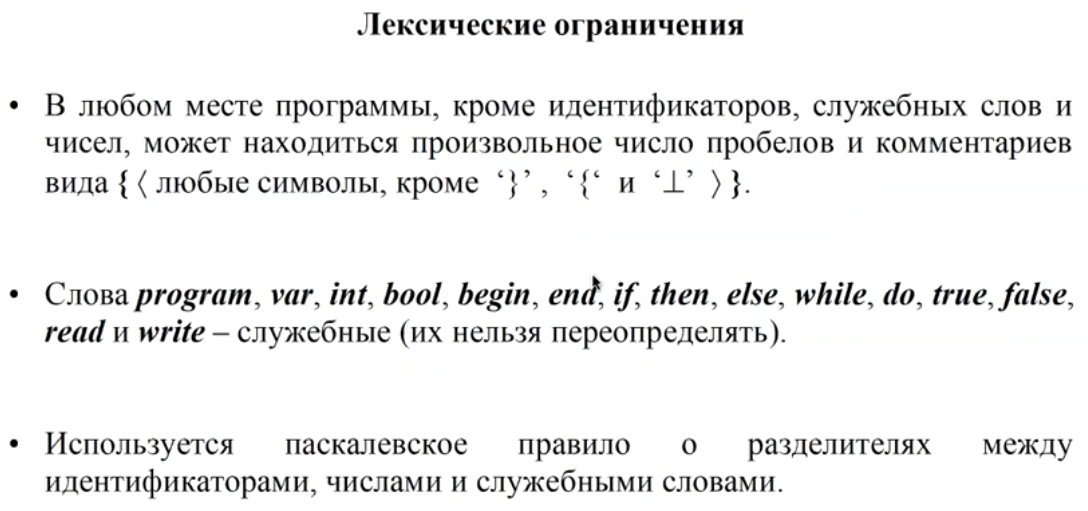 Лексические ограничения
• В любом месте программы, кроме идентификаторов, служебных слов и
чисел, может находиться произвольное число пробелов и комментариев
вида { ⟨ любые символы, кроме ‘}’ , ‘{‘ и ‘⊥’ ⟩ }.
• Слова program, var, int, bool, begin, end, if, then, else, while, do, true, false,
read и write – служебные (их нельзя переопределять).
• Используется паскалевское правило о разделителях между
идентификаторами, числами и служебными словами.